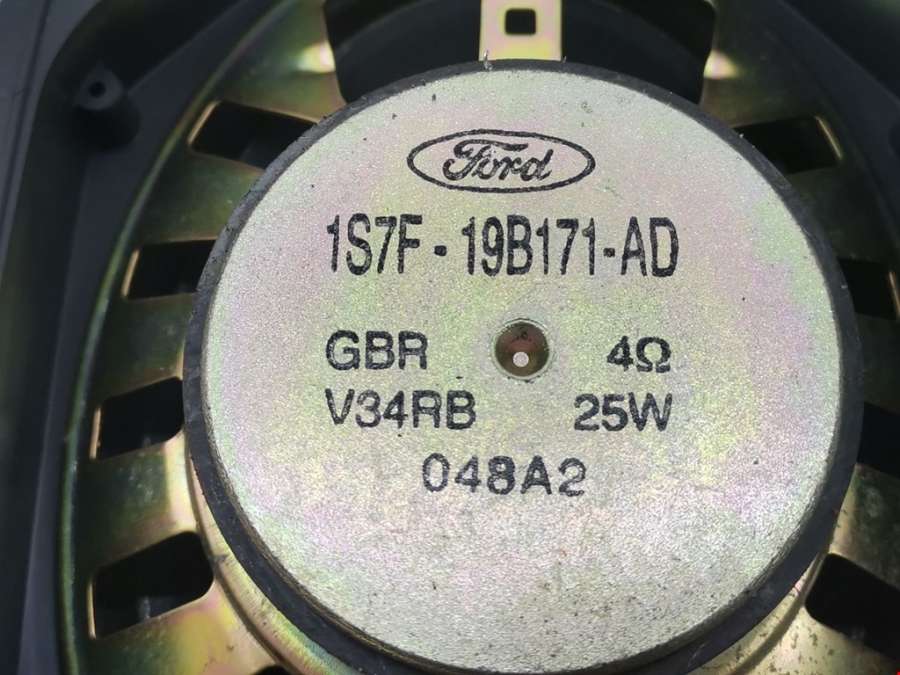 Ford
1S7F - 19B171-AD
GBR 4Ω
V34RB 25W
048A2